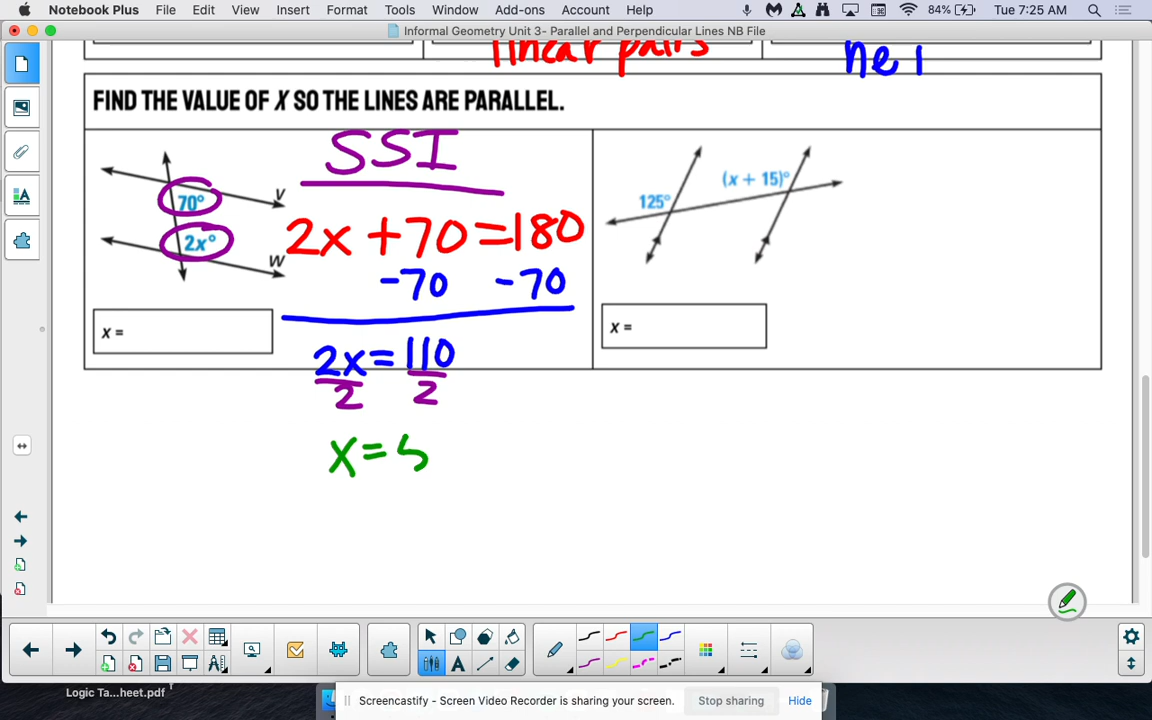 Notebook Plus File Edit View Insert Format Tools Window Add-ons Account Help 84% Tue 7:25 AM
Informal Geometry Unit 3- Parallel and Perpendicular Lines NB File
linear pairs
FIND THE VALUE OF X SO THE LINES ARE PARALLEL.
SSI
70°
V
2x°
W
x =
2x + 70 = 180
-70 -70
2x = 110
2 2
x = 5
125°
(x + 15)°
x =
Logic Ta...heet.pdf
Screencastify - Screen Video Recorder is sharing your screen. Stop sharing Hide